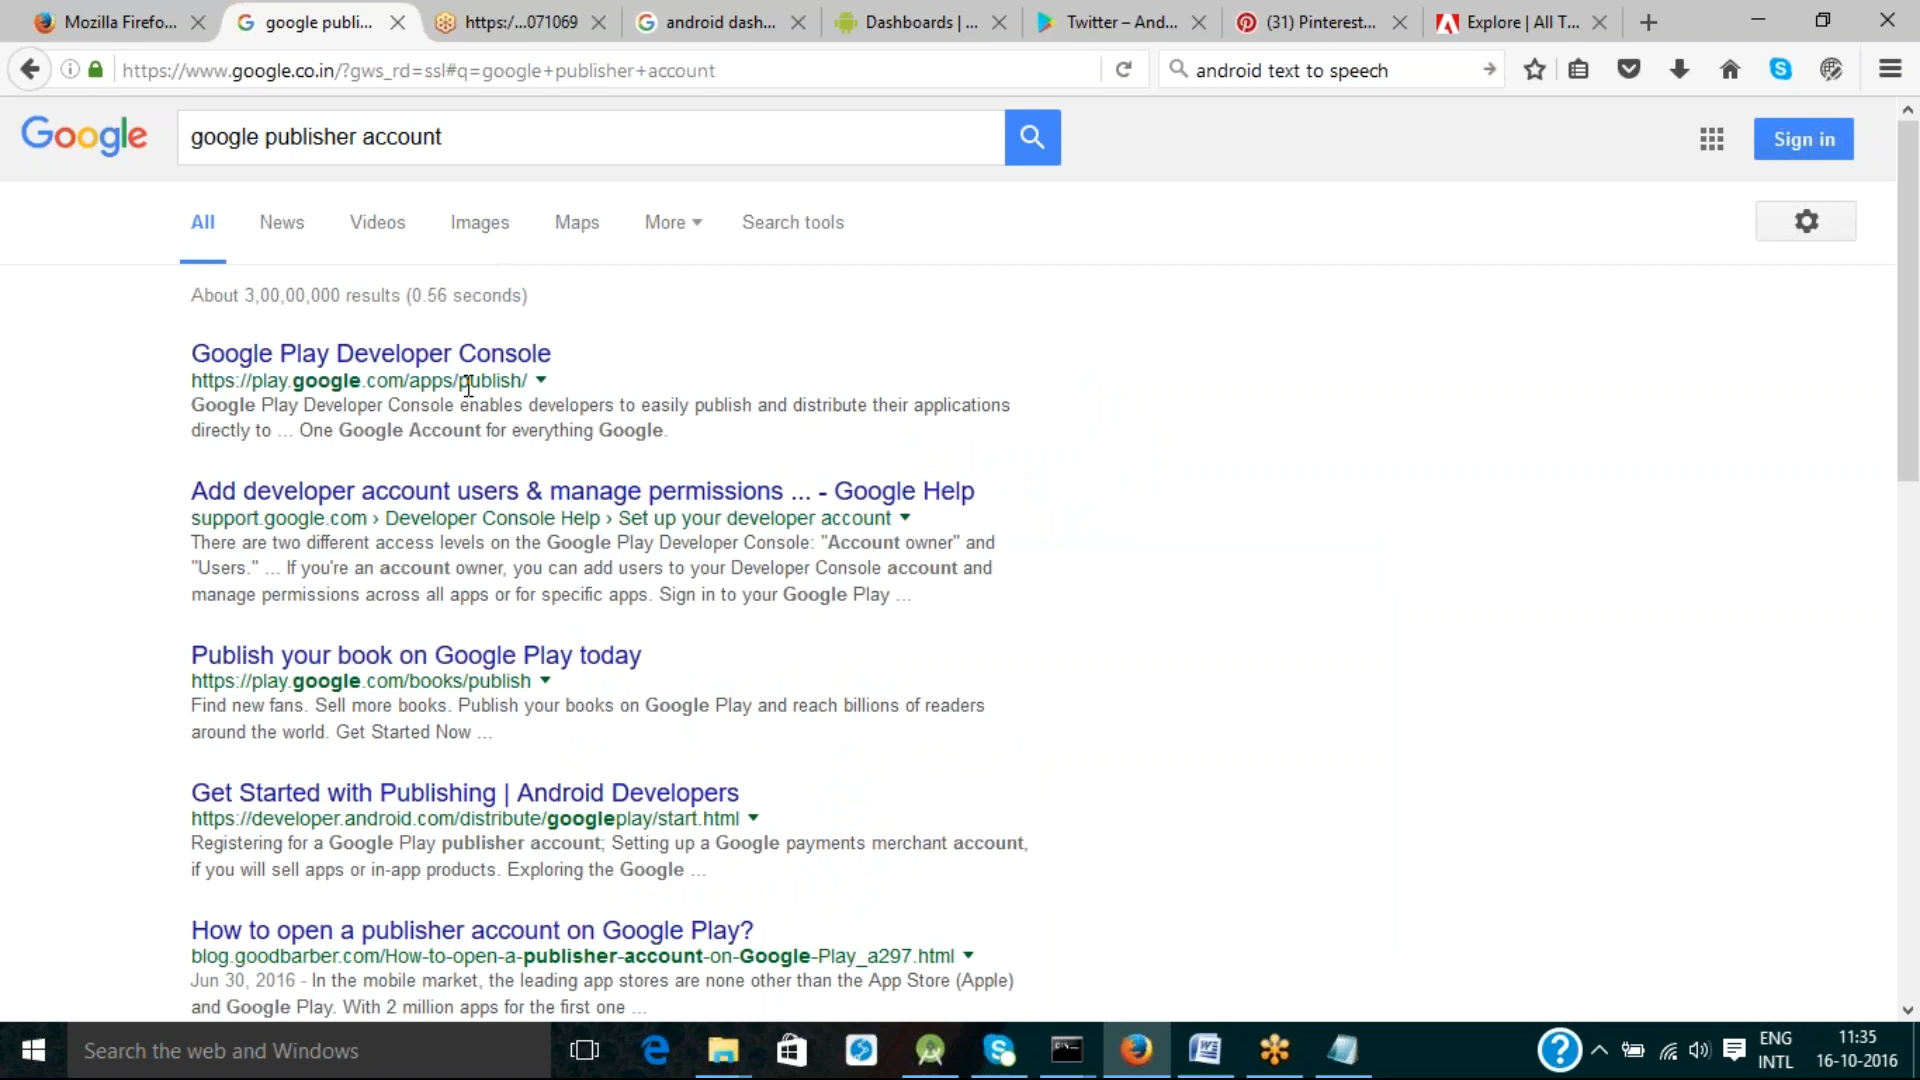 Mozilla Firefo...
google publi...
https:/...071069
android dash...
Dashboards | ...
Twitter – And...
(31) Pinterest...
Explore | All T...
https://www.google.co.in/?gws_rd=ssl#q=google+publisher+account
android text to speech
Google
google publisher account
Sign in
All
News
Videos
Images
Maps
More
Search tools
About 3,00,00,000 results (0.56 seconds)
Google Play Developer Console
https://play.google.com/apps/publish/
Google Play Developer Console enables developers to easily publish and distribute their applications
directly to ... One Google Account for everything Google.
Add developer account users & manage permissions ... - Google Help
support.google.com › Developer Console Help › Set up your developer account
There are two different access levels on the Google Play Developer Console: "Account owner" and
"Users." ... If you're an account owner, you can add users to your Developer Console account and
manage permissions across all apps or for specific apps. Sign in to your Google Play ...
Publish your book on Google Play today
https://play.google.com/books/publish
Find new fans. Sell more books. Publish your books on Google Play and reach billions of readers
around the world. Get Started Now ...
Get Started with Publishing | Android Developers
https://developer.android.com/distribute/googleplay/start.html
Registering for a Google Play publisher account; Setting up a Google payments merchant account,
if you will sell apps or in-app products. Exploring the Google ...
How to open a publisher account on Google Play?
blog.goodbarber.com/How-to-open-a-publisher-account-on-Google-Play_a297.html
Jun 30, 2016 - In the mobile market, the leading app stores are none other than the App Store (Apple)
and Google Play. With 2 million apps for the first one ...
Search the web and Windows
ENG
INTL
11:35
16-10-2016